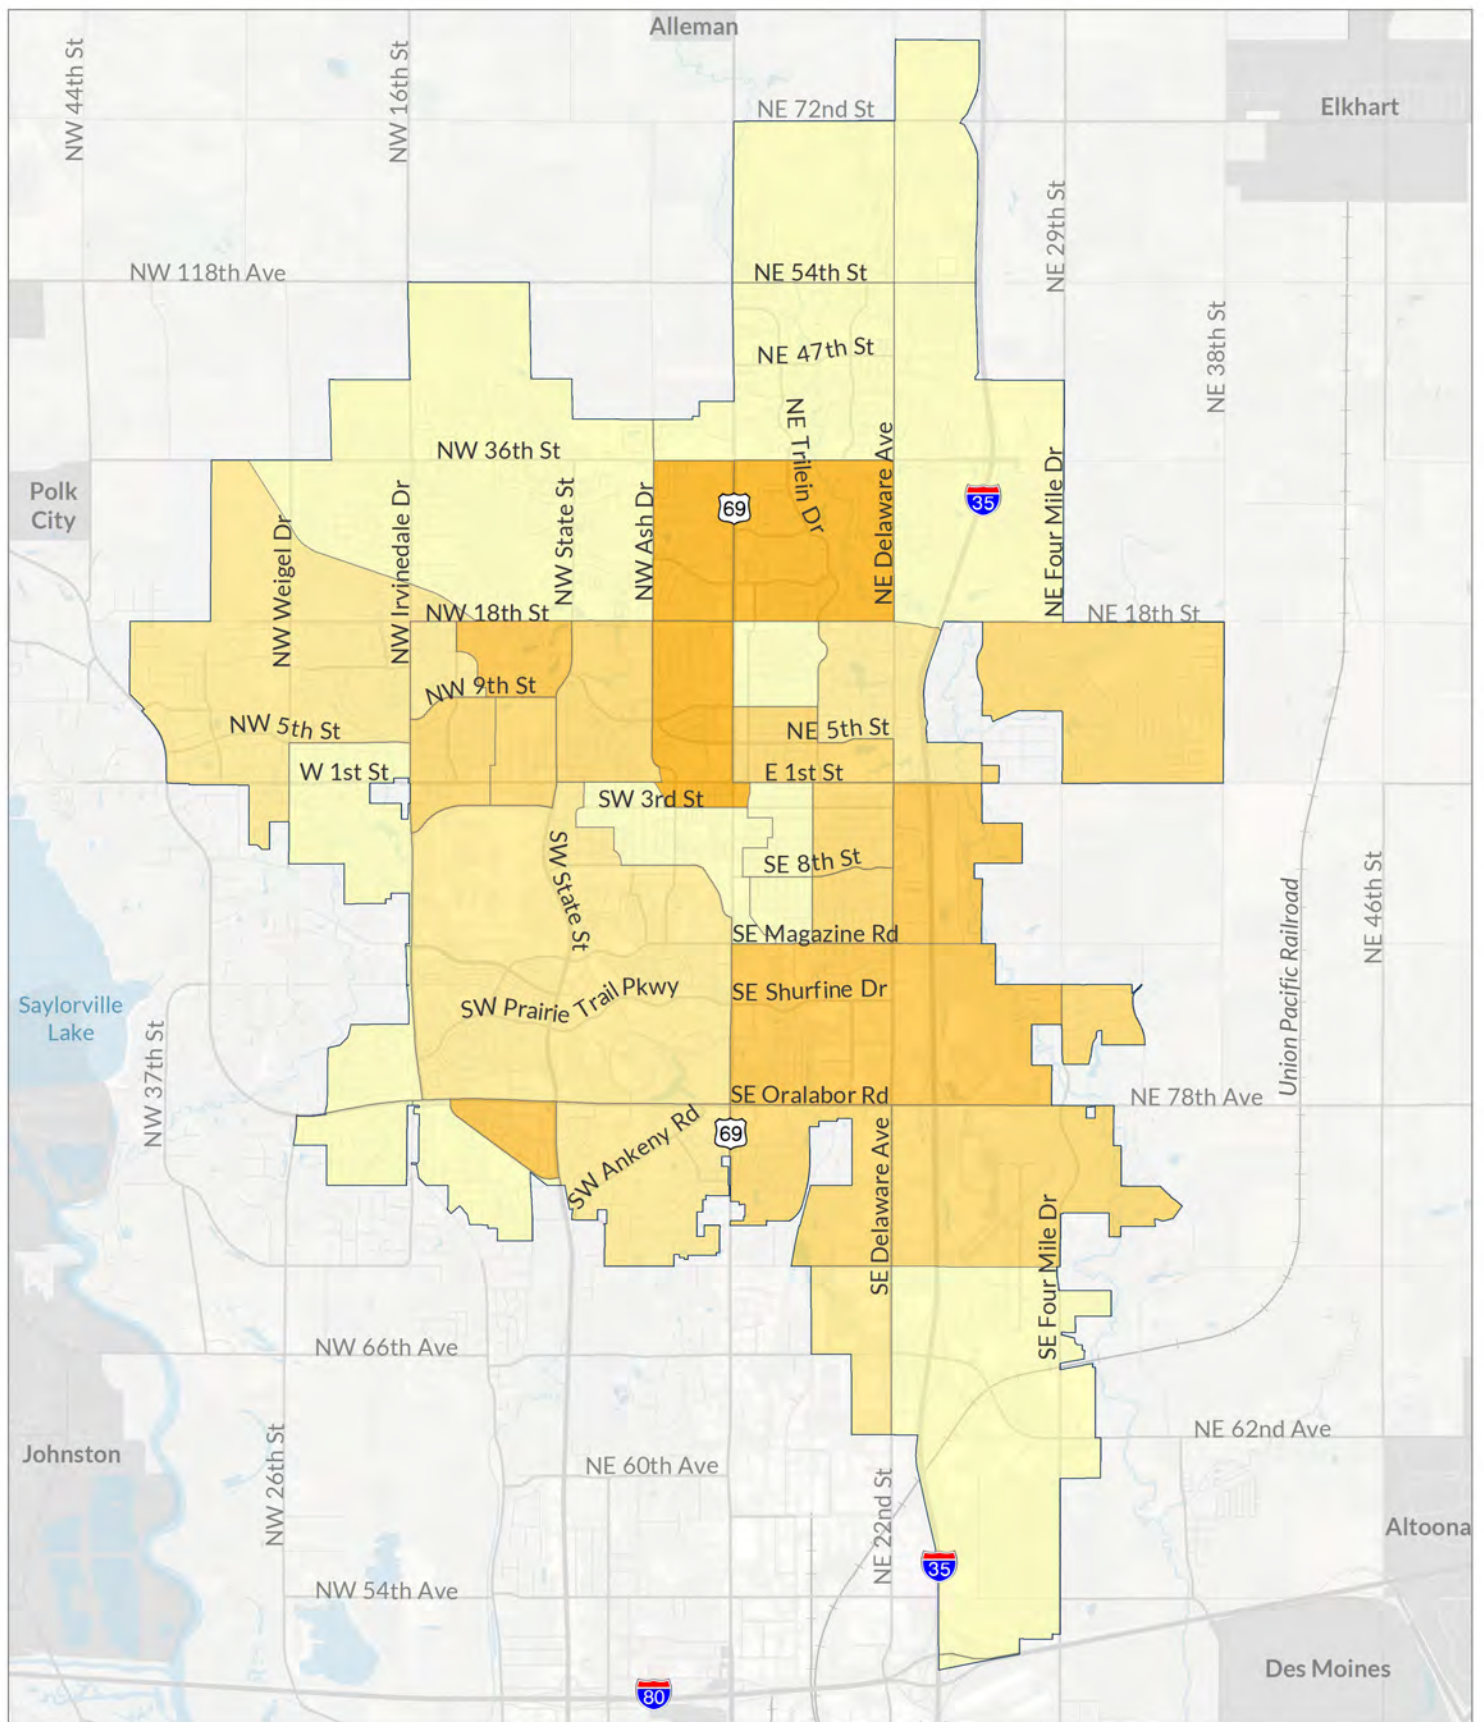 Alleman
NW 44th St
NW 16th St
NE 72nd St
Elkhart
NE 29th St
NW 118th Ave
NE 54th St
NE 38th St
NE 47th St
NE Trilein Dr
NE Delaware Ave
NW 36th St
Polk
City
NW Weigel Dr
NW Irvinedale Dr
NW State St
NW Ash Dr
69
35
NE Four Mile Dr
NW 18th St
NE 18th St
NW 9th St
NW 5th St
NE 5th St
W 1st St
E 1st St
SW 3rd St
SW State St
SE 8th St
SE Magazine Rd
Union Pacific Railroad
NE 46th St
Saylorville
Lake
SW Prairie Trail Pkwy
SE Shurfine Dr
NW 37th St
SE Oralabor Rd
NE 78th Ave
SW Ankeny Rd
69
SE Delaware Ave
SE Four Mile Dr
NW 66th Ave
Johnston
NW 26th St
NE 60th Ave
NE 62nd Ave
NE 22nd St
Altoona
35
NW 54th Ave
Des Moines
80